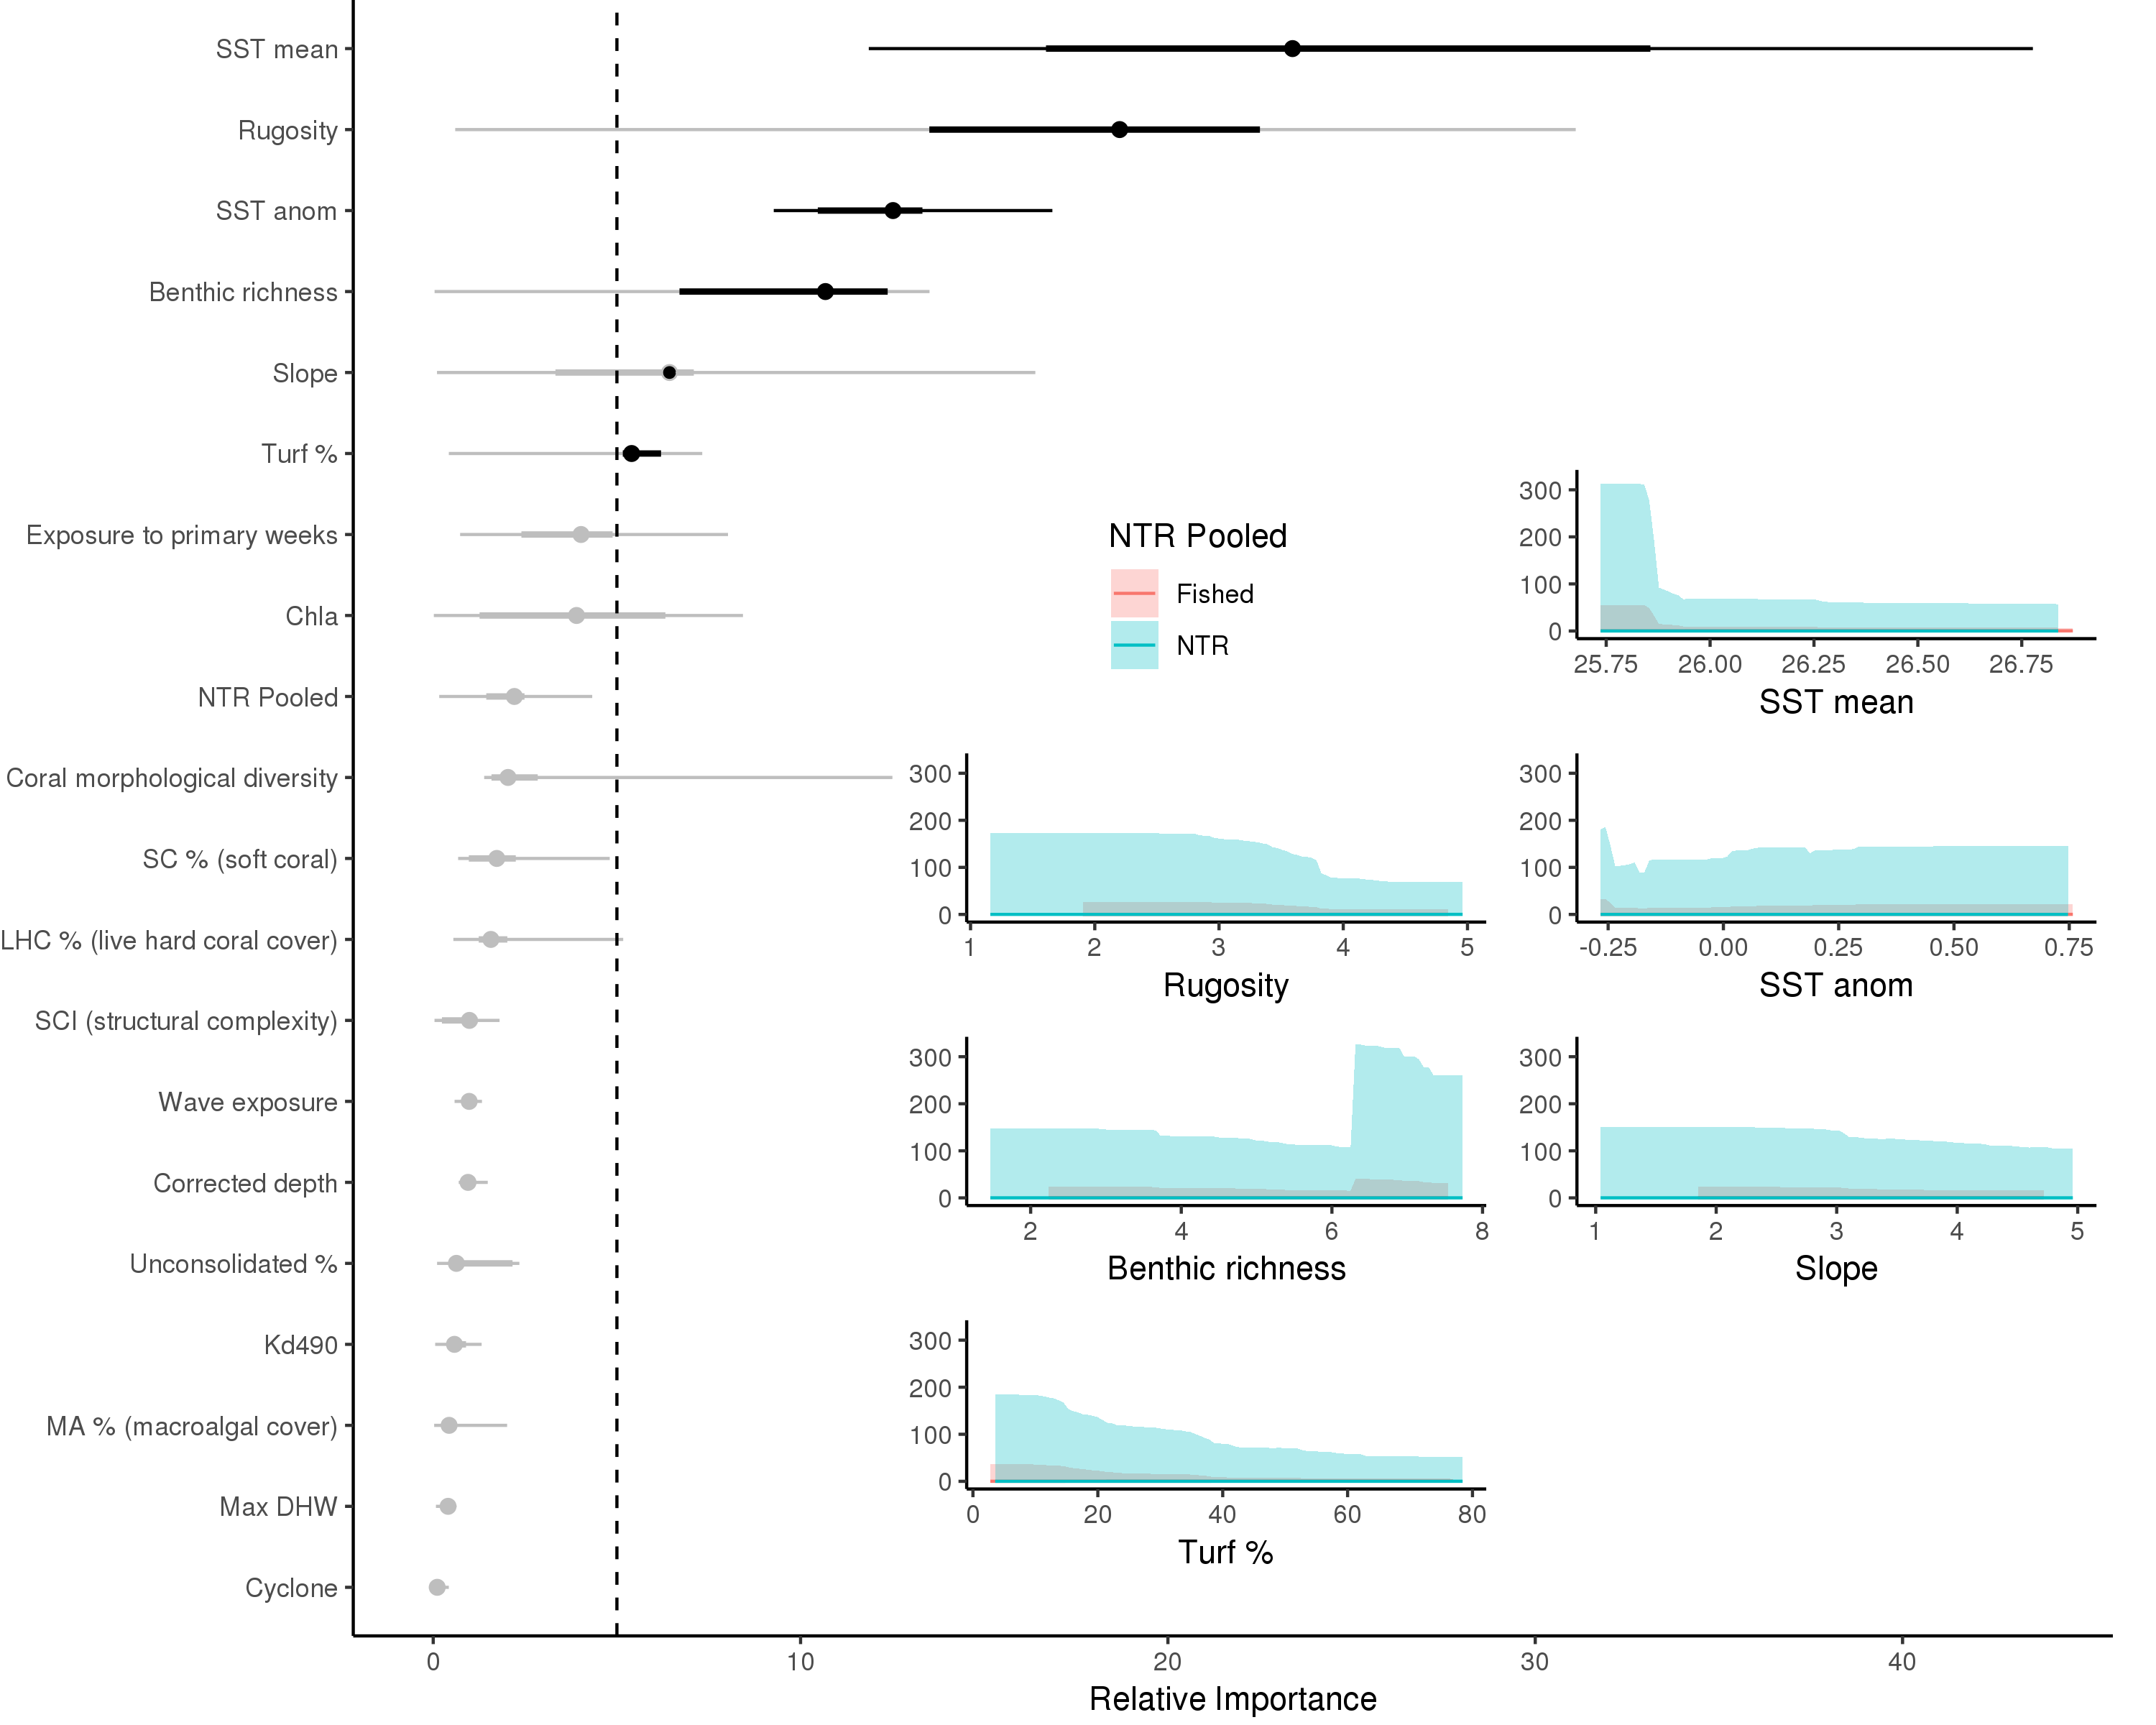 SST mean
Rugosity
SST anom
Benthic richness
Slope
Turf %
Exposure to primary weeks
Chla
NTR Pooled
Coral morphological diversity
SC % (soft coral)
LHC % (live hard coral cover)
SCI (structural complexity)
Wave exposure
Corrected depth
Unconsolidated %
Kd490
MA % (macroalgal cover)
Max DHW
Cyclone
0 10 20 30 40
Relative Importance
NTR Pooled
Fished
NTR
300
200
100
0
25.75 26.00 26.25 26.50 26.75
SST mean
300
200
100
0
1 2 3 4 5
Rugosity
300
200
100
0
-0.25 0.00 0.25 0.50 0.75
SST anom
300
200
100
0
2 4 6 8
Benthic richness
300
200
100
0
1 2 3 4 5
Slope
300
200
100
0
0 20 40 60 80
Turf %